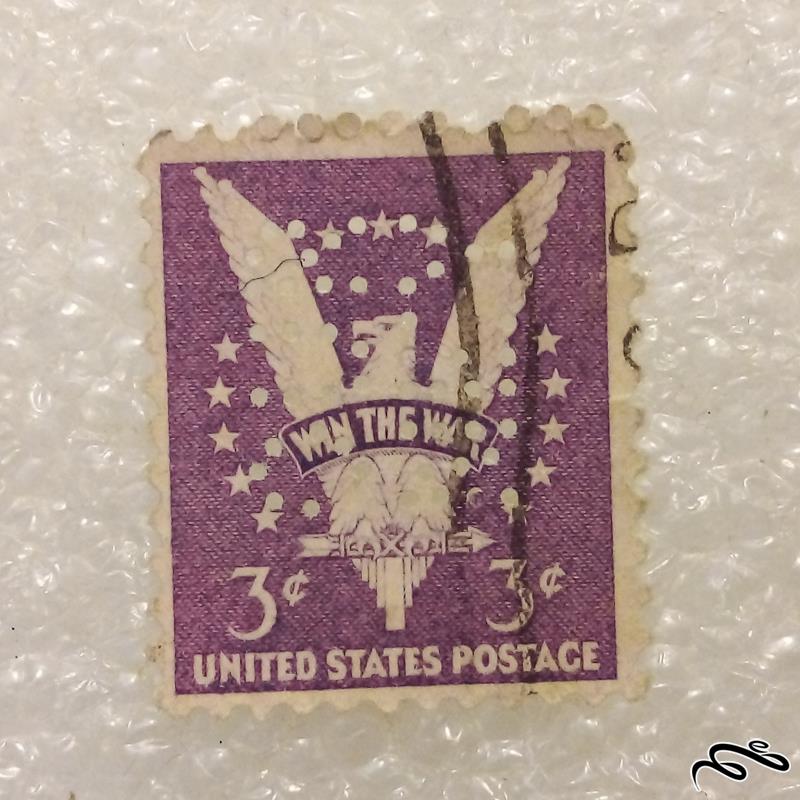 WIN THE WAR
3¢ 3¢
UNITED STATES POSTAGE